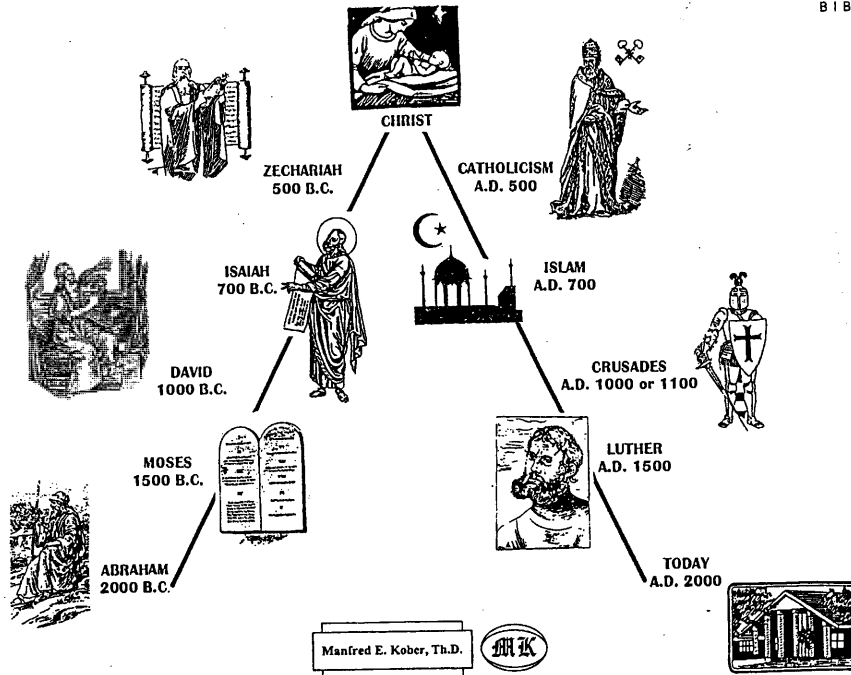 BIB
CHRIST
ZECHARIAH
500 B.C.
CATHOLICISM
A.D. 500
ISAIAH
700 B.C.
ISLAM
A.D. 700
DAVID
1000 B.C.
CRUSADES
A.D. 1000 or 1100
MOSES
1500 B.C.
LUTHER
A.D. 1500
ABRAHAM
2000 B.C.
TODAY
A.D. 2000
Manfred E. Kober, Th.D.
MK